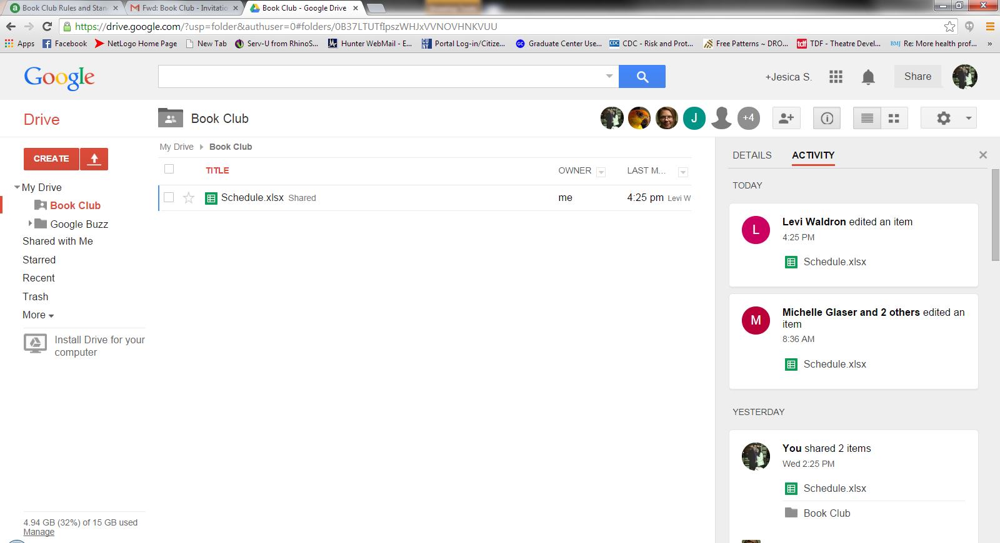 Book Club Rules and Stan
Fwd: Book Club - Invitatio
Book Club - Google Drive
https://drive.google.com/?usp=folder&authuser=0#folders/0B37LTUTfIpszWHJxVVNOVHNKVUU
Apps Facebook NetLogo Home Page New Tab Serv-U from RhinoS... Hunter WebMail - E... Portal Log-in/Citize... Graduate Center Use... CDC - Risk and Prot... Free Patterns ~ DRO... TDF - Theatre Devel... Re: More health prof... »
Google
+Jesica S.
Share
Drive
Book Club
J
+4
CREATE
My Drive
Book Club
Google Buzz
Shared with Me
Starred
Recent
Trash
More
Install Drive for your
computer
4.94 GB (32%) of 15 GB used
Manage
My Drive Book Club
TITLE OWNER LAST M...
Schedule.xlsx Shared me 4:25 pm Levi W
DETAILS ACTIVITY
TODAY
L
Levi Waldron edited an item
4:25 PM
Schedule.xlsx
M
Michelle Glaser and 2 others edited an
item
8:36 AM
Schedule.xlsx
YESTERDAY
You shared 2 items
Wed 2:25 PM
Schedule.xlsx
Book Club